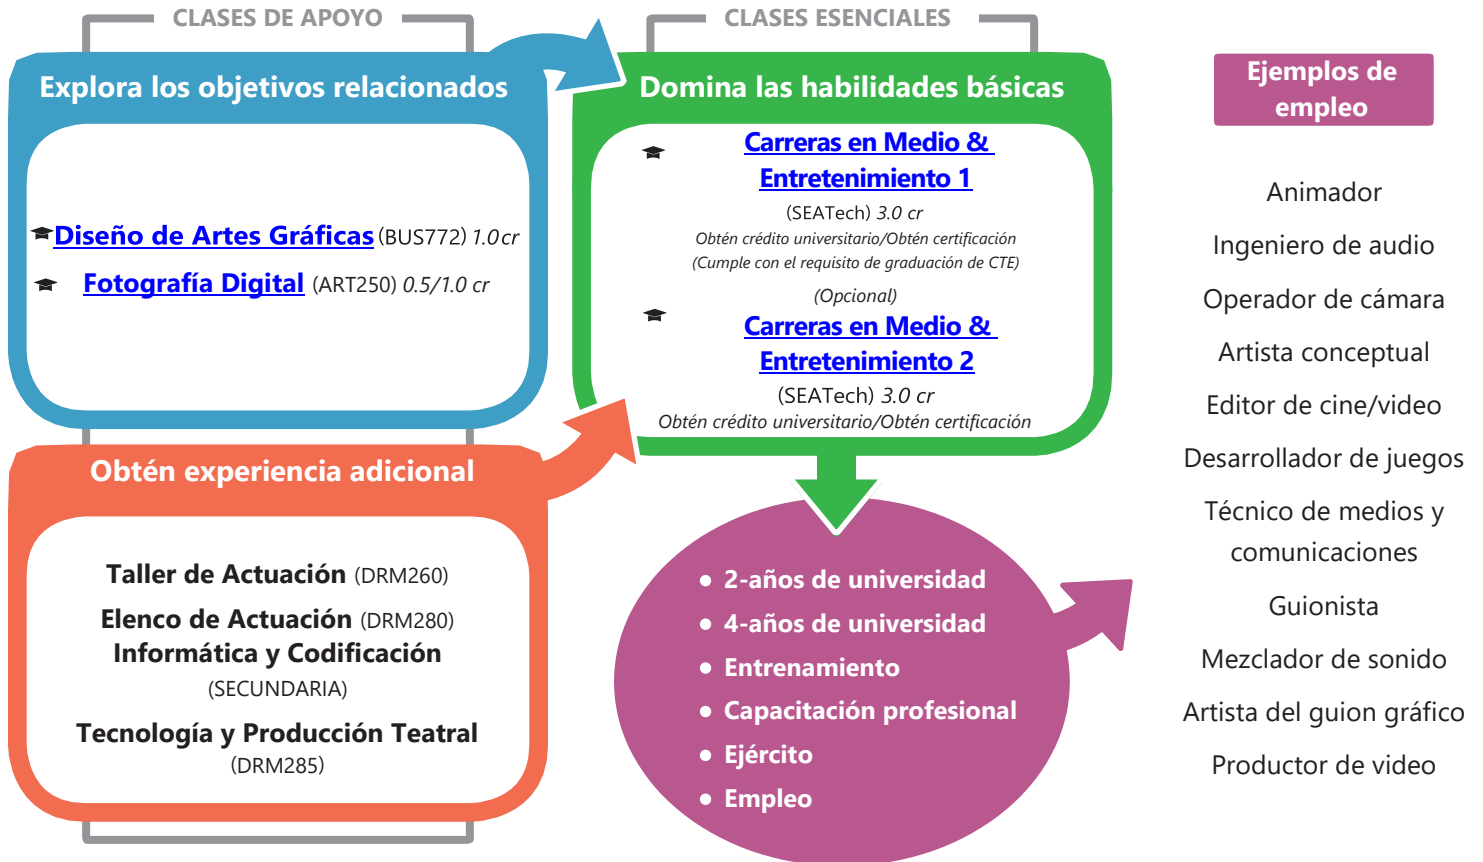 CLASES DE APOYO
Explora los objetivos relacionados
Diseño de Artes Gráficas (BUS772) 1.0 cr
Fotografía Digital (ART250) 0.5/1.0 cr
Obtén experiencia adicional
Taller de Actuación (DRM260)
Elenco de Actuación (DRM280)
Informática y Codificación
(SECUNDARIA)
Tecnología y Producción Teatral
(DRM285)
CLASES ESENCIALES
Domina las habilidades básicas
Carreras en Medio &
Entretenimiento 1
(SEATech) 3.0 cr
Obtén crédito universitario/Obtén certificación
(Cumple con el requisito de graduación de CTE)
(Opcional)
Carreras en Medio &
Entretenimiento 2
(SEATech) 3.0 cr
Obtén crédito universitario/Obtén certificación
• 2-años de universidad
• 4-años de universidad
• Entrenamiento
• Capacitación profesional
• Ejército
• Empleo
Ejemplos de
empleo
Animador
Ingeniero de audio
Operador de cámara
Artista conceptual
Editor de cine/video
Desarrollador de juegos
Técnico de medios y
comunicaciones
Guionista
Mezclador de sonido
Artista del guion gráfico
Productor de video